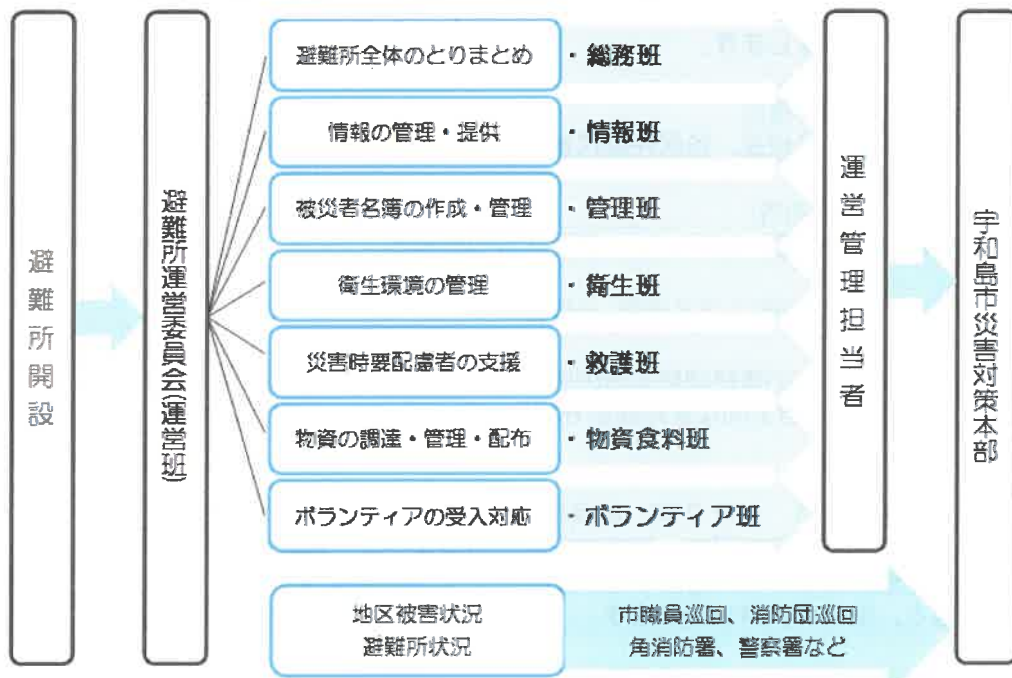 避難所開設
避難所運営委員会(運営班)
避難所全体のとりまとめ
・総務班
情報の管理・提供
・情報班
被災者名簿の作成・管理
・管理班
衛生環境の管理
・衛生班
災害時要配慮者の支援
・救護班
物資の調達・管理・配布
・物資食料班
ボランティアの受入対応
・ボランティア班
運営管理担当者
宇和島市災害対策本部
地区被害状況
避難所状況
市職員巡回、消防団巡回
角消防署、警察署など